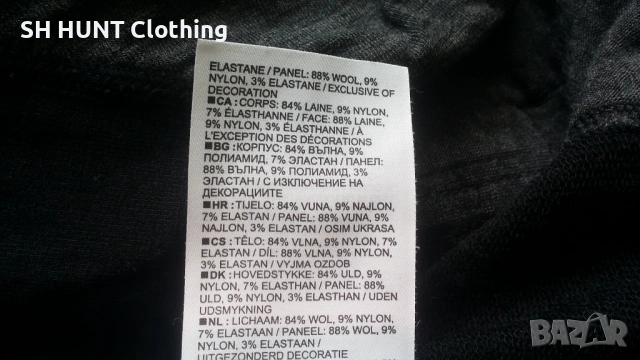 SH HUNT Clothing
ELASTANE / PANEL: 88% WOOL, 9%
NYLON, 3% ELASTANE / EXCLUSIVE OF
DECORATION
■CA : CORPS: 84% LAINE, 9% NYLON,
7% ÉLASTHANNE / FACE: 88% LAINE,
9% NYLON, 3% ÉLASTHANNE / À
L'EXCEPTION DES DÉCORATIONS
■BG : КОРПУС: 84% ВЪЛНА, 9%
ПОЛИАМИД, 7% ЭЛАСТАН / ПАНЕЛ:
88% ВЪЛНА, 9% ПОЛИАМИД, 3%
ЭЛАСТАН / С ИЗКЛЮЧЕНИЕ НА
ДЕКОРАЦИИТЕ
■HR : TIJELO: 84% VUNA, 9% NAJLON,
7% ELASTAN / PANEL: 88% VUNA, 9%
NAJLON, 3% ELASTAN / OSIM UKRASA
■CS : TĚLO: 84% VLNA, 9% NYLON, 7%
ELASTAN / DÍL: 88% VLNA, 9% NYLON,
3% ELASTAN / VYJMA OZDOB
■DK : HOVEDSTYKKE: 84% ULD, 9%
NYLON, 7% ELASTHAN / PANEL: 88%
ULD, 9% NYLON, 3% ELASTHAN / UDEN
UDSMYKNING
■NL : LICHAAM: 84% WOL, 9% NYLON,
7% ELASTAAN / PANEEL: 88% WOL, 9%
NYLON, 3% ELASTAAN /
UITGEZONDERD DECORATIE
BAZAR.bg